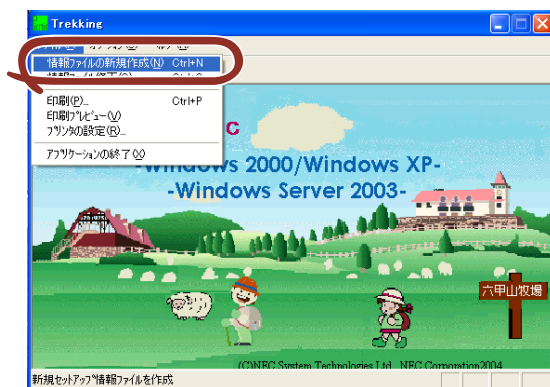 Trekking
情報ファイルの新規作成(N) Ctrl+N
印刷(P)... Ctrl+P
印刷プレビュー(V)
プリンタの設定(R)...
アプリケーションの終了(X)
C
-Windows 2000/Windows XP-
-Windows Server 2003-
六甲山牧場
(C)NEC System Technologies Ltd. NEC Corporation2004
新規セットアップ情報ファイルを作成